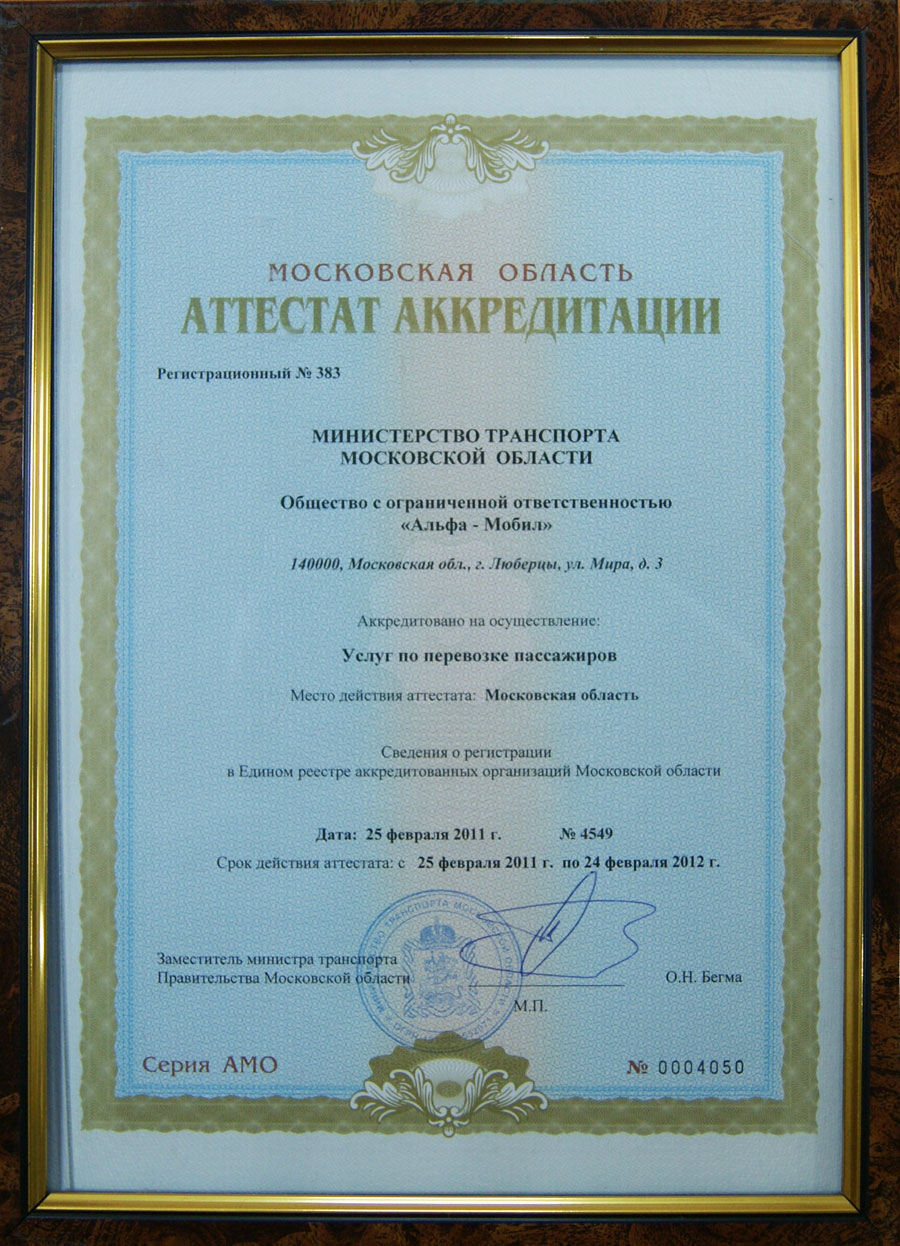 МОСКОВСКАЯ ОБЛАСТЬ
АТТЕСТАТ АККРЕДИТАЦИИ
Регистрационный № 383
МИНИСТЕРСТВО ТРАНСПОРТА
МОСКОВСКОЙ ОБЛАСТИ
Общество с ограниченной ответственностью
«Альфа - Мобил»
140000, Московская обл., г. Люберцы, ул. Мира, д. 3
Аккредитовано на осуществление:
Услуг по перевозке пассажиров
Место действия аттестата: Московская область
Сведения о регистрации
в Едином реестре аккредитованных организаций Московской области
Дата: 25 февраля 2011 г. № 4549
Срок действия аттестата: с 25 февраля 2011 г. по 24 февраля 2012 г.
Заместитель министра транспорта
Правительства Московской области О.Н. Бегма
М.П.
Серия АМО № 0004050